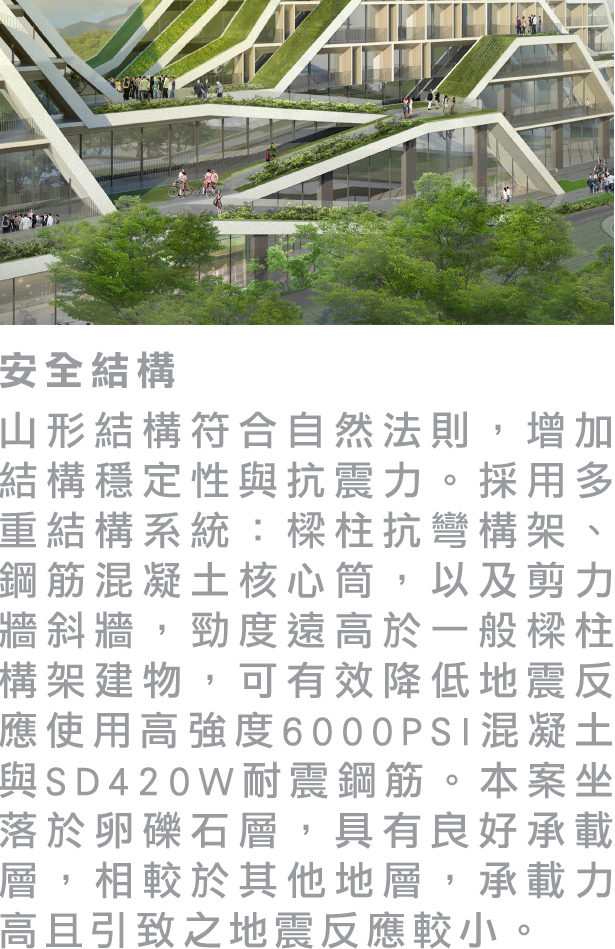 安全結構
山形結構符合自然法則，增加
結構穩定性與抗震力。採用多
重結構系統：樑柱抗彎構架、
鋼筋混凝土核心筒，以及剪力
牆斜牆，勁度遠高於一般樑柱
構架建物，可有效降低地震反
應使用高強度6000PSI混凝土
與SD420W耐震鋼筋。本案坐
落於卵礫石層，具有良好承載
層，相較於其他地層，承載力
高且引致之地震反應較小。